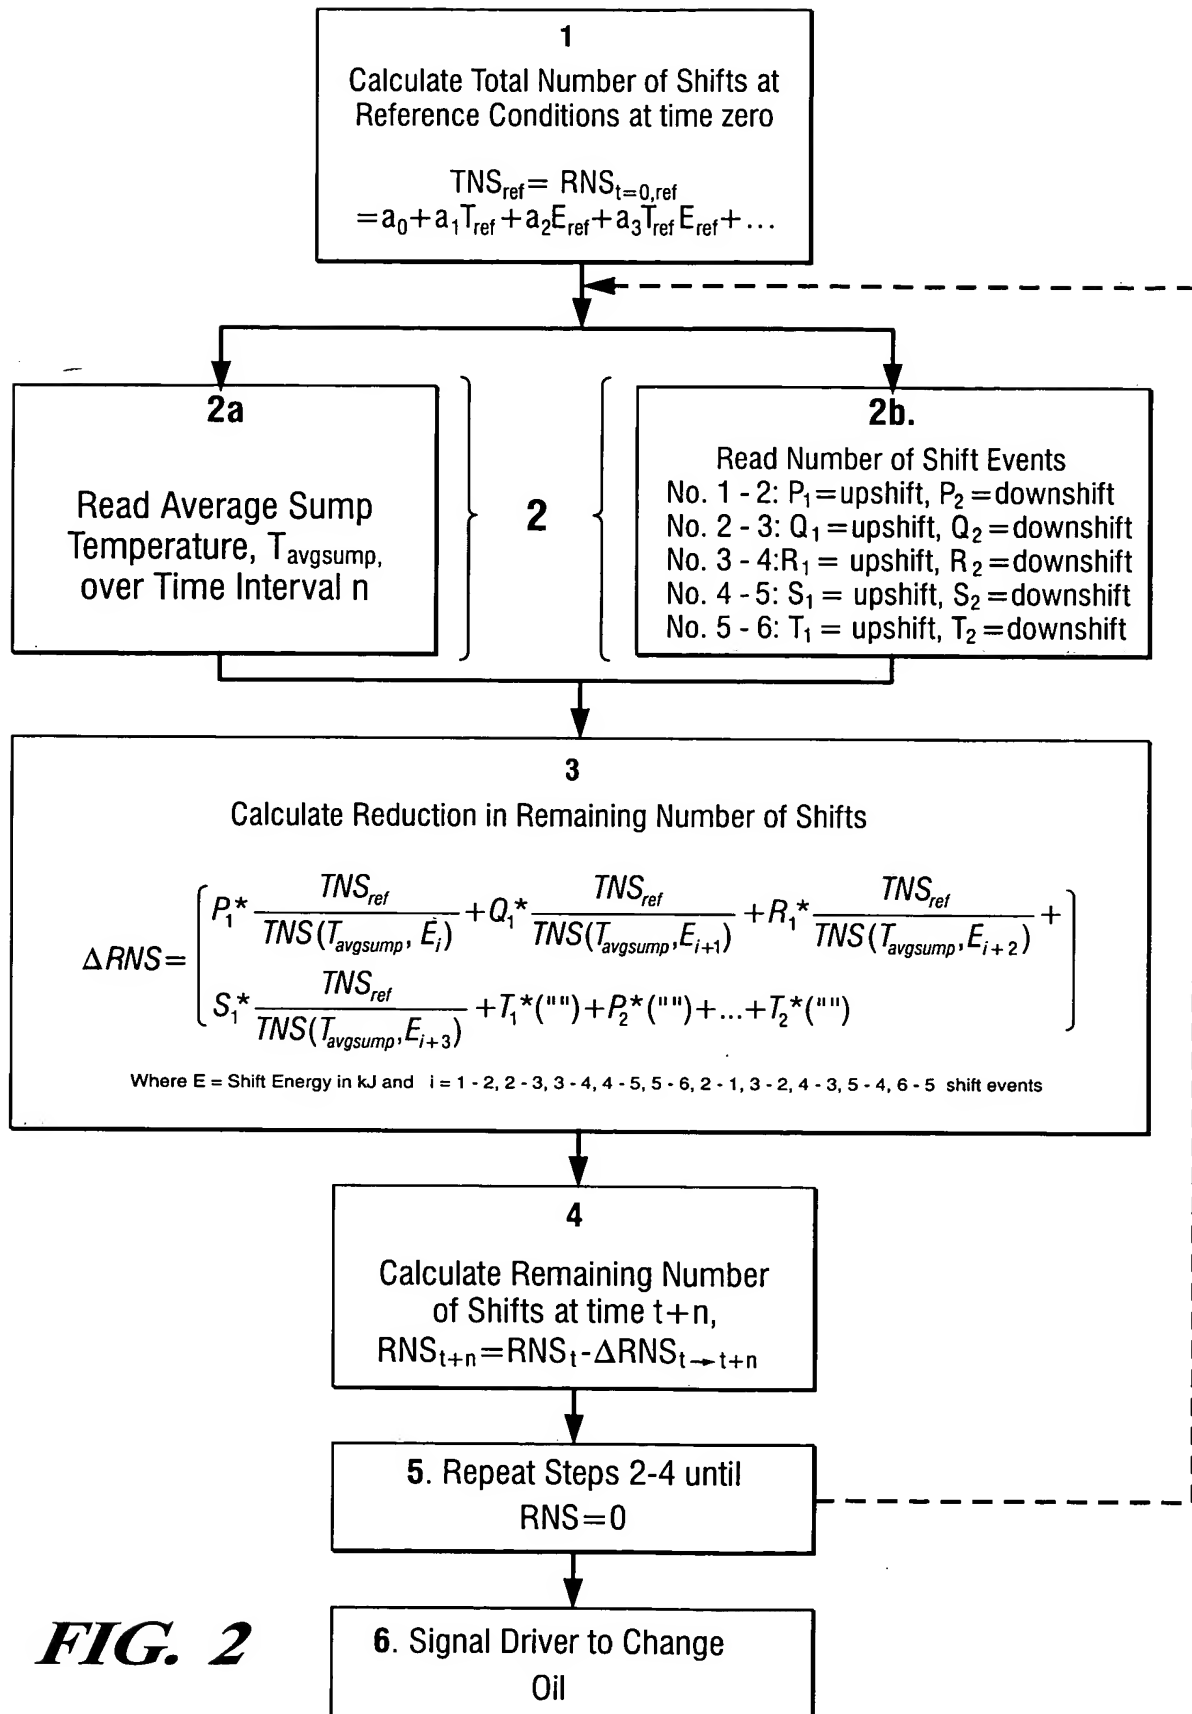 1
Calculate Total Number of Shifts at
Reference Conditions at time zero
TNS_ref= RNS_t=0,ref
=a_0+a_1T_ref+a_2E_ref+a_3T_refE_ref+...
2a
Read Average Sump
Temperature, T_avgsump,
over Time Interval n
2
2b.
Read Number of Shift Events
No. 1 - 2: P_1=upshift, P_2=downshift
No. 2 - 3: Q_1=upshift, Q_2=downshift
No. 3 - 4:R_1= upshift, R_2=downshift
No. 4 - 5: S_1= upshift, S_2=downshift
No. 5 - 6: T_1= upshift, T_2=downshift
3
Calculate Reduction in Remaining Number of Shifts
ΔRNS= [P_1* TNS_ref/TNS(T_avgsump, E_i) +Q_1* TNS_ref/TNS(T_avgsump,E_i+1) +R_1* TNS_ref/TNS(T_avgsump,E_i+2) +
S_1* TNS_ref/TNS(T_avgsump,E_i+3) +T_1*("")+P_2*("")+...+T_2*("")]
Where E = Shift Energy in kJ and i = 1 - 2, 2 - 3, 3 - 4, 4 - 5, 5 - 6, 2 - 1, 3 - 2, 4 - 3, 5 - 4, 6 - 5 shift events
4
Calculate Remaining Number
of Shifts at time t+n,
RNS_t+n=RNS_t-ΔRNS_t→t+n
5. Repeat Steps 2-4 until
RNS=0
6. Signal Driver to Change
Oil
FIG. 2